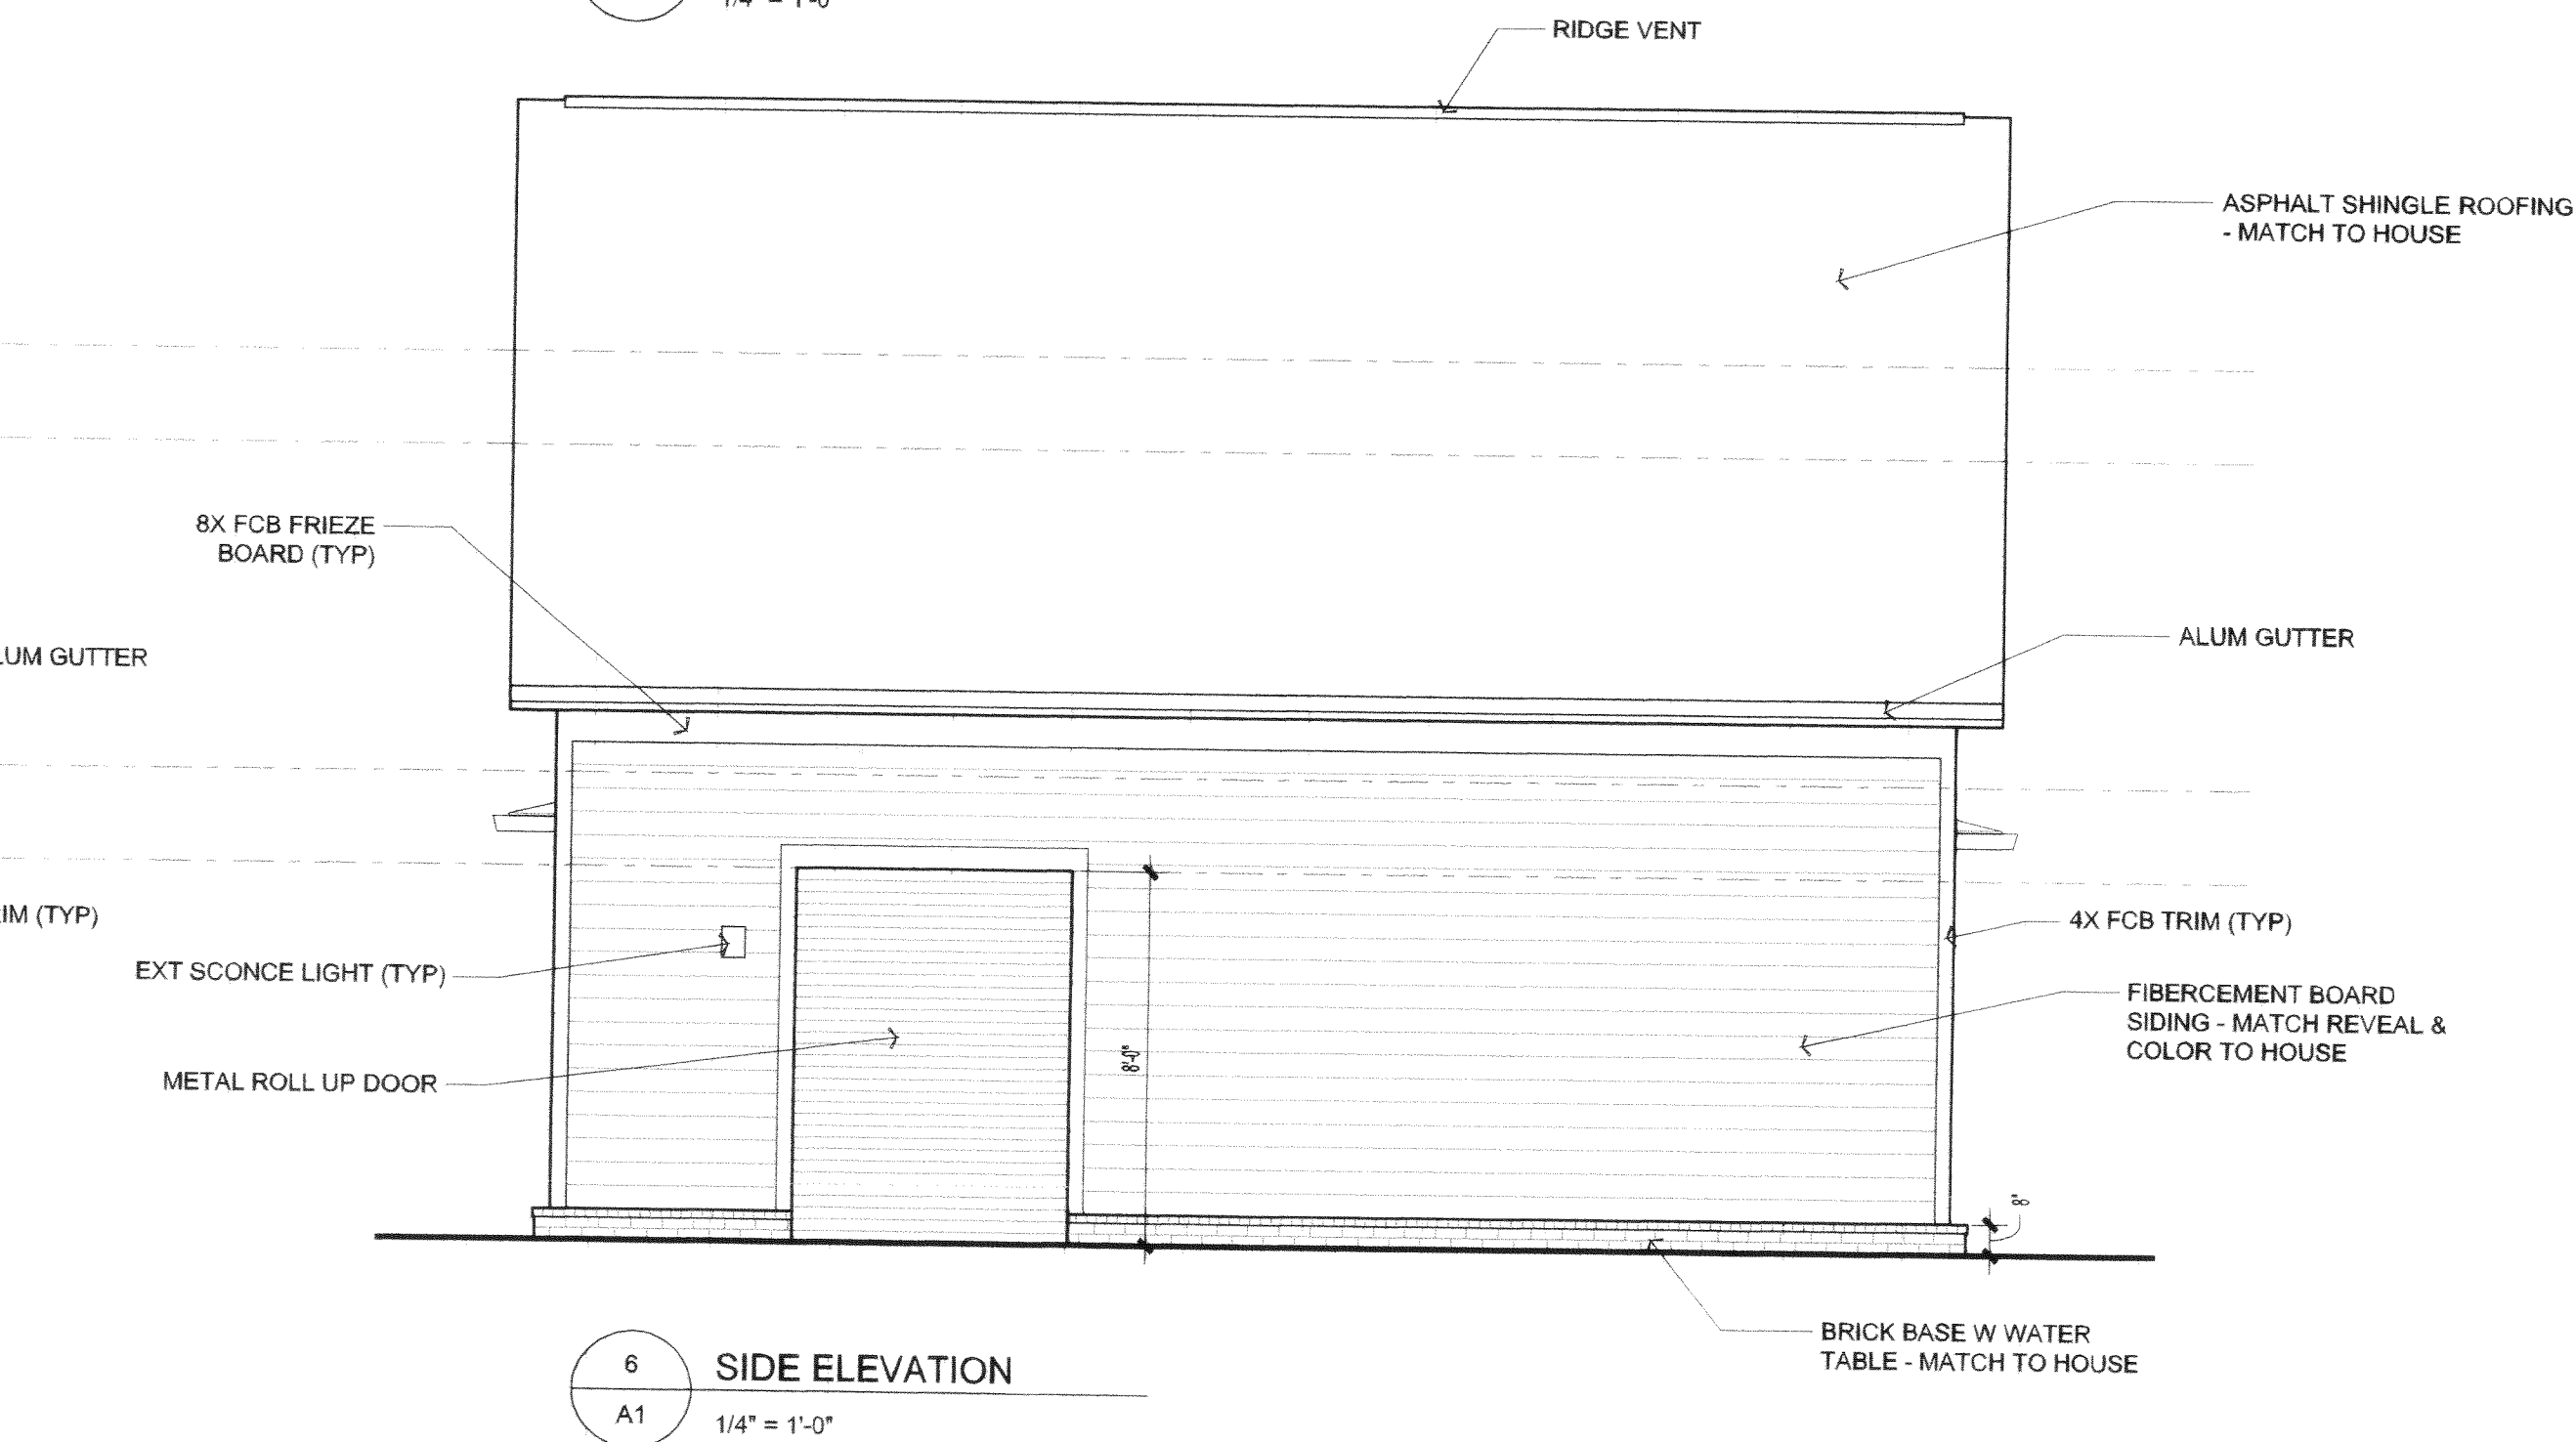 1/4" = 1'-0"
RIDGE VENT
ASPHALT SHINGLE ROOFING
- MATCH TO HOUSE
8X FCB FRIEZE
BOARD (TYP)
LUM GUTTER
ALUM GUTTER
IM (TYP)
4X FCB TRIM (TYP)
EXT SCONCE LIGHT (TYP)
FIBERCEMENT BOARD
SIDING - MATCH REVEAL &
COLOR TO HOUSE
METAL ROLL UP DOOR
8'-0"
8"
BRICK BASE W WATER
TABLE - MATCH TO HOUSE
6
A1
SIDE ELEVATION
1/4" = 1'-0"